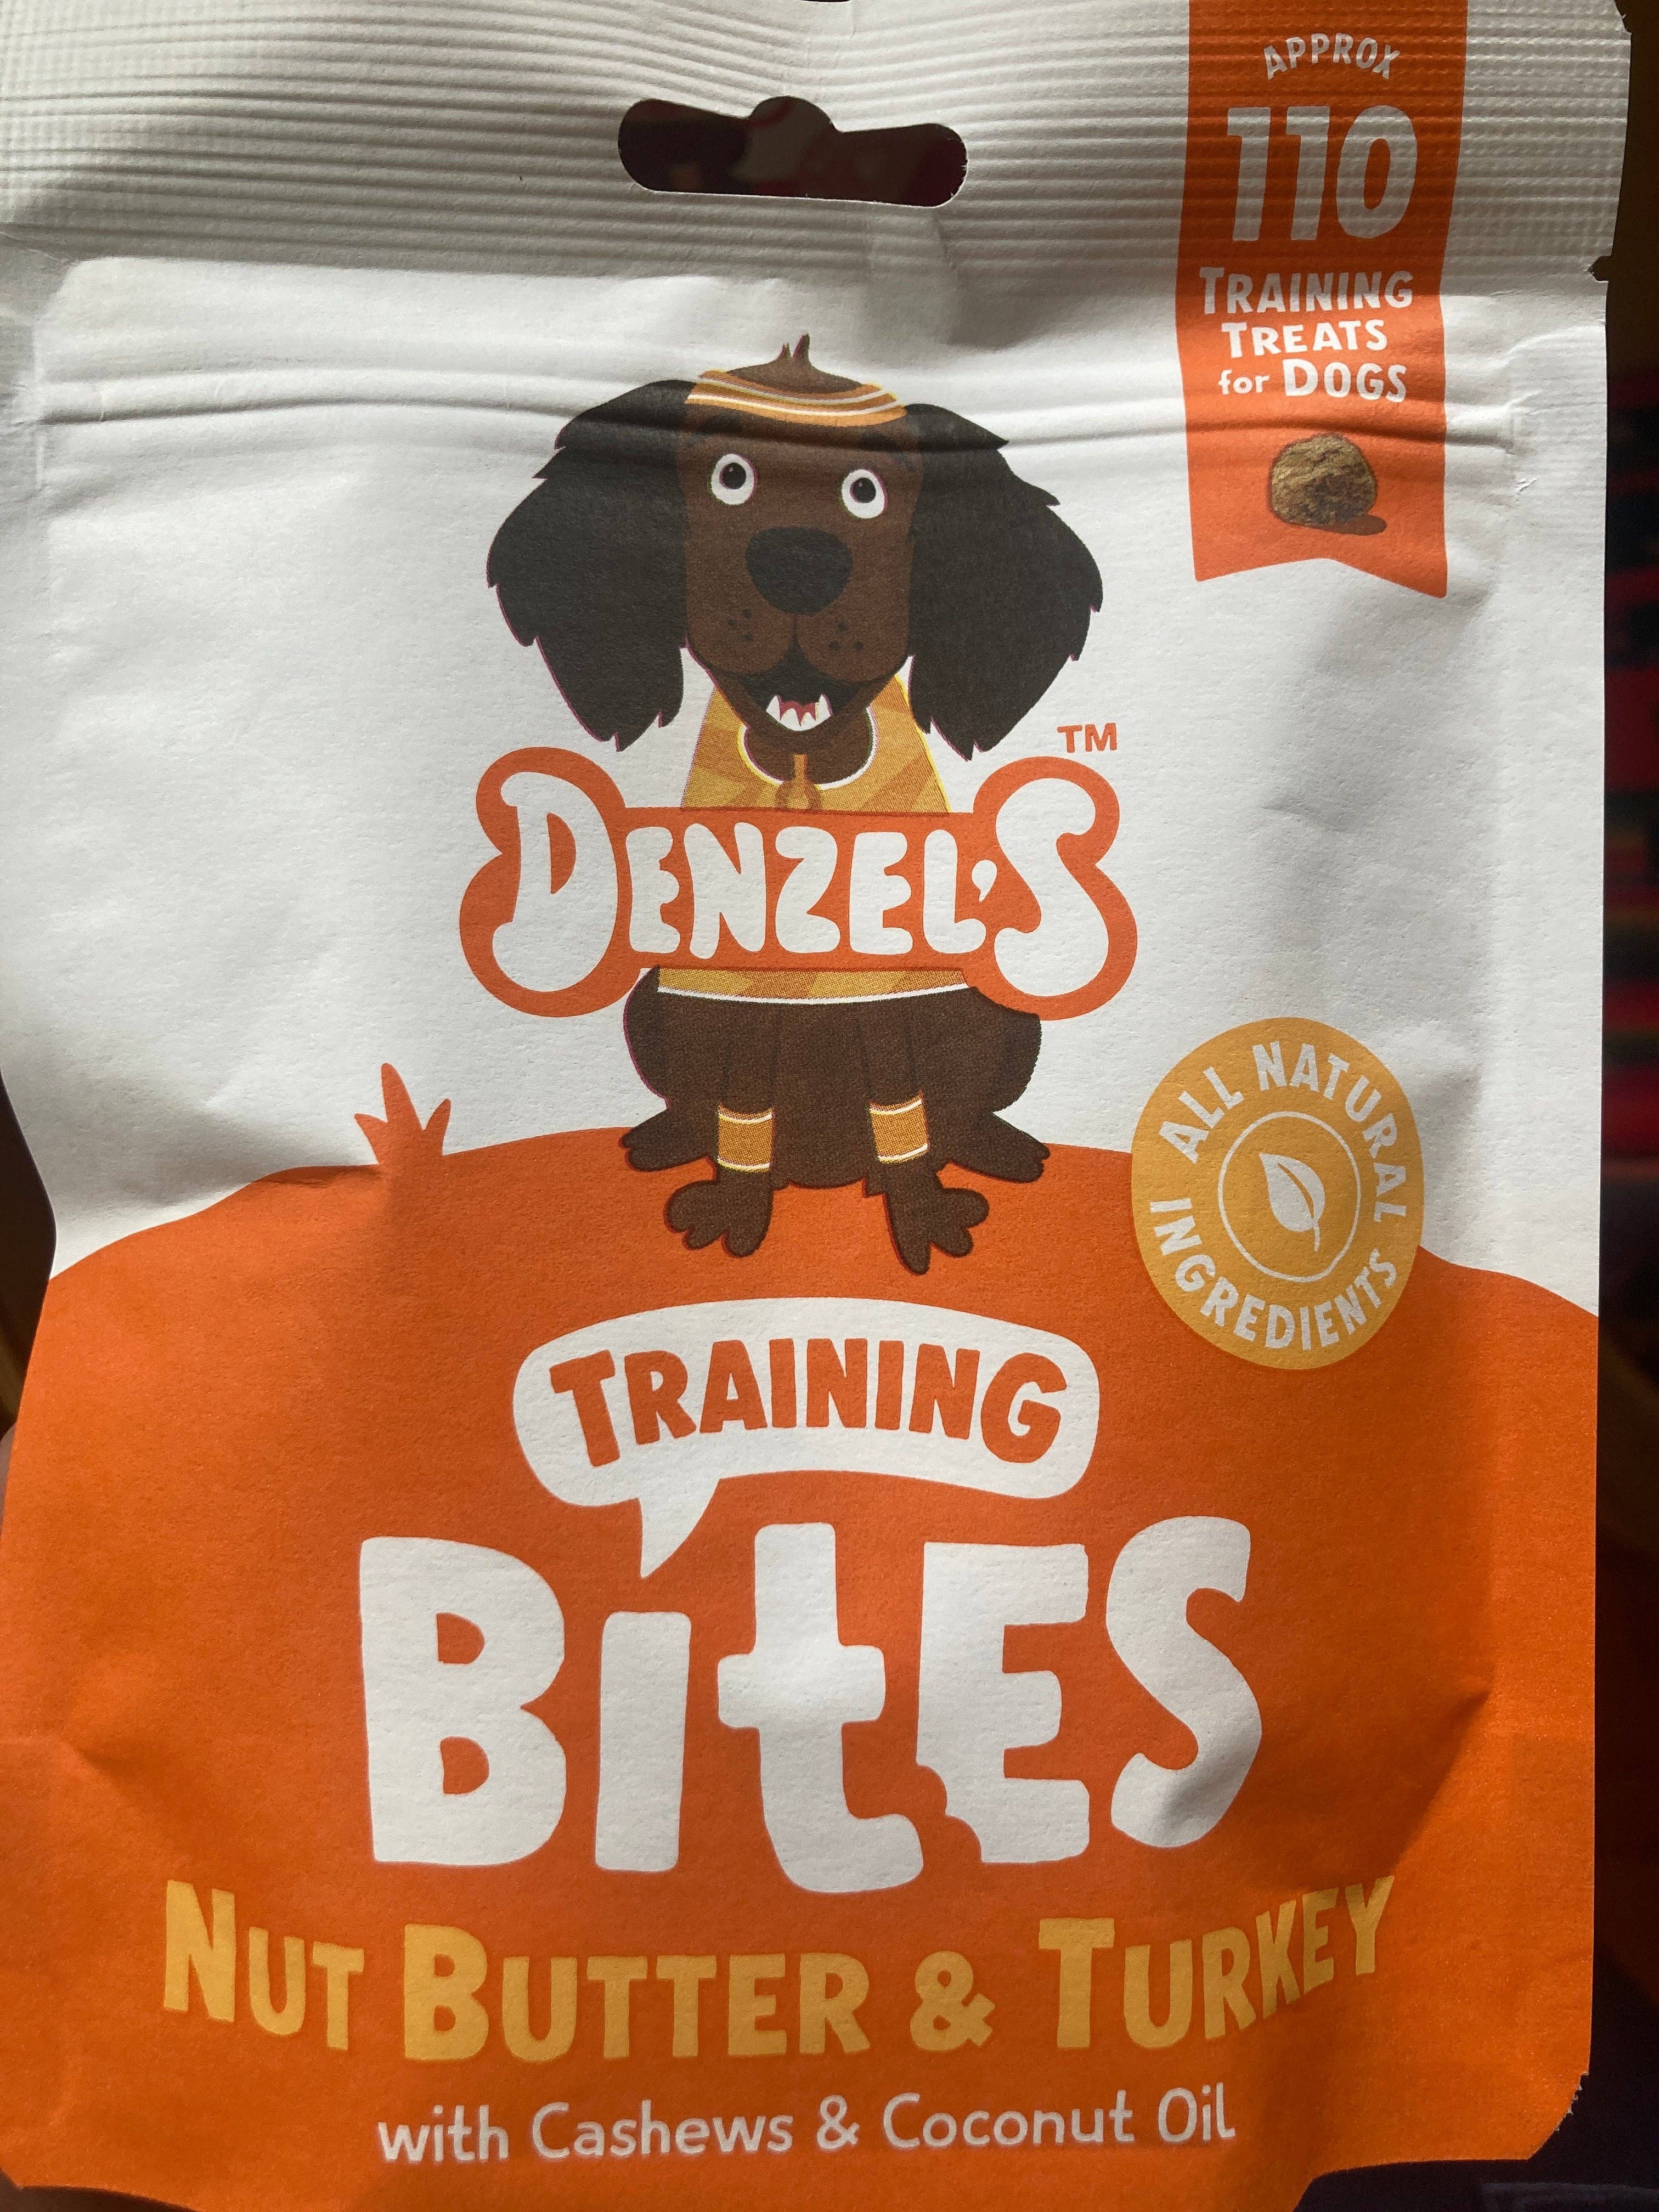 APPROX
110
TRAINING
TREATS
for DOGS
TM
DENZEL'S
ALL NATURAL
INGREDIENTS
TRAINING
BitES
NUT BUTTER & TURKEY
with Cashews & Coconut Oil